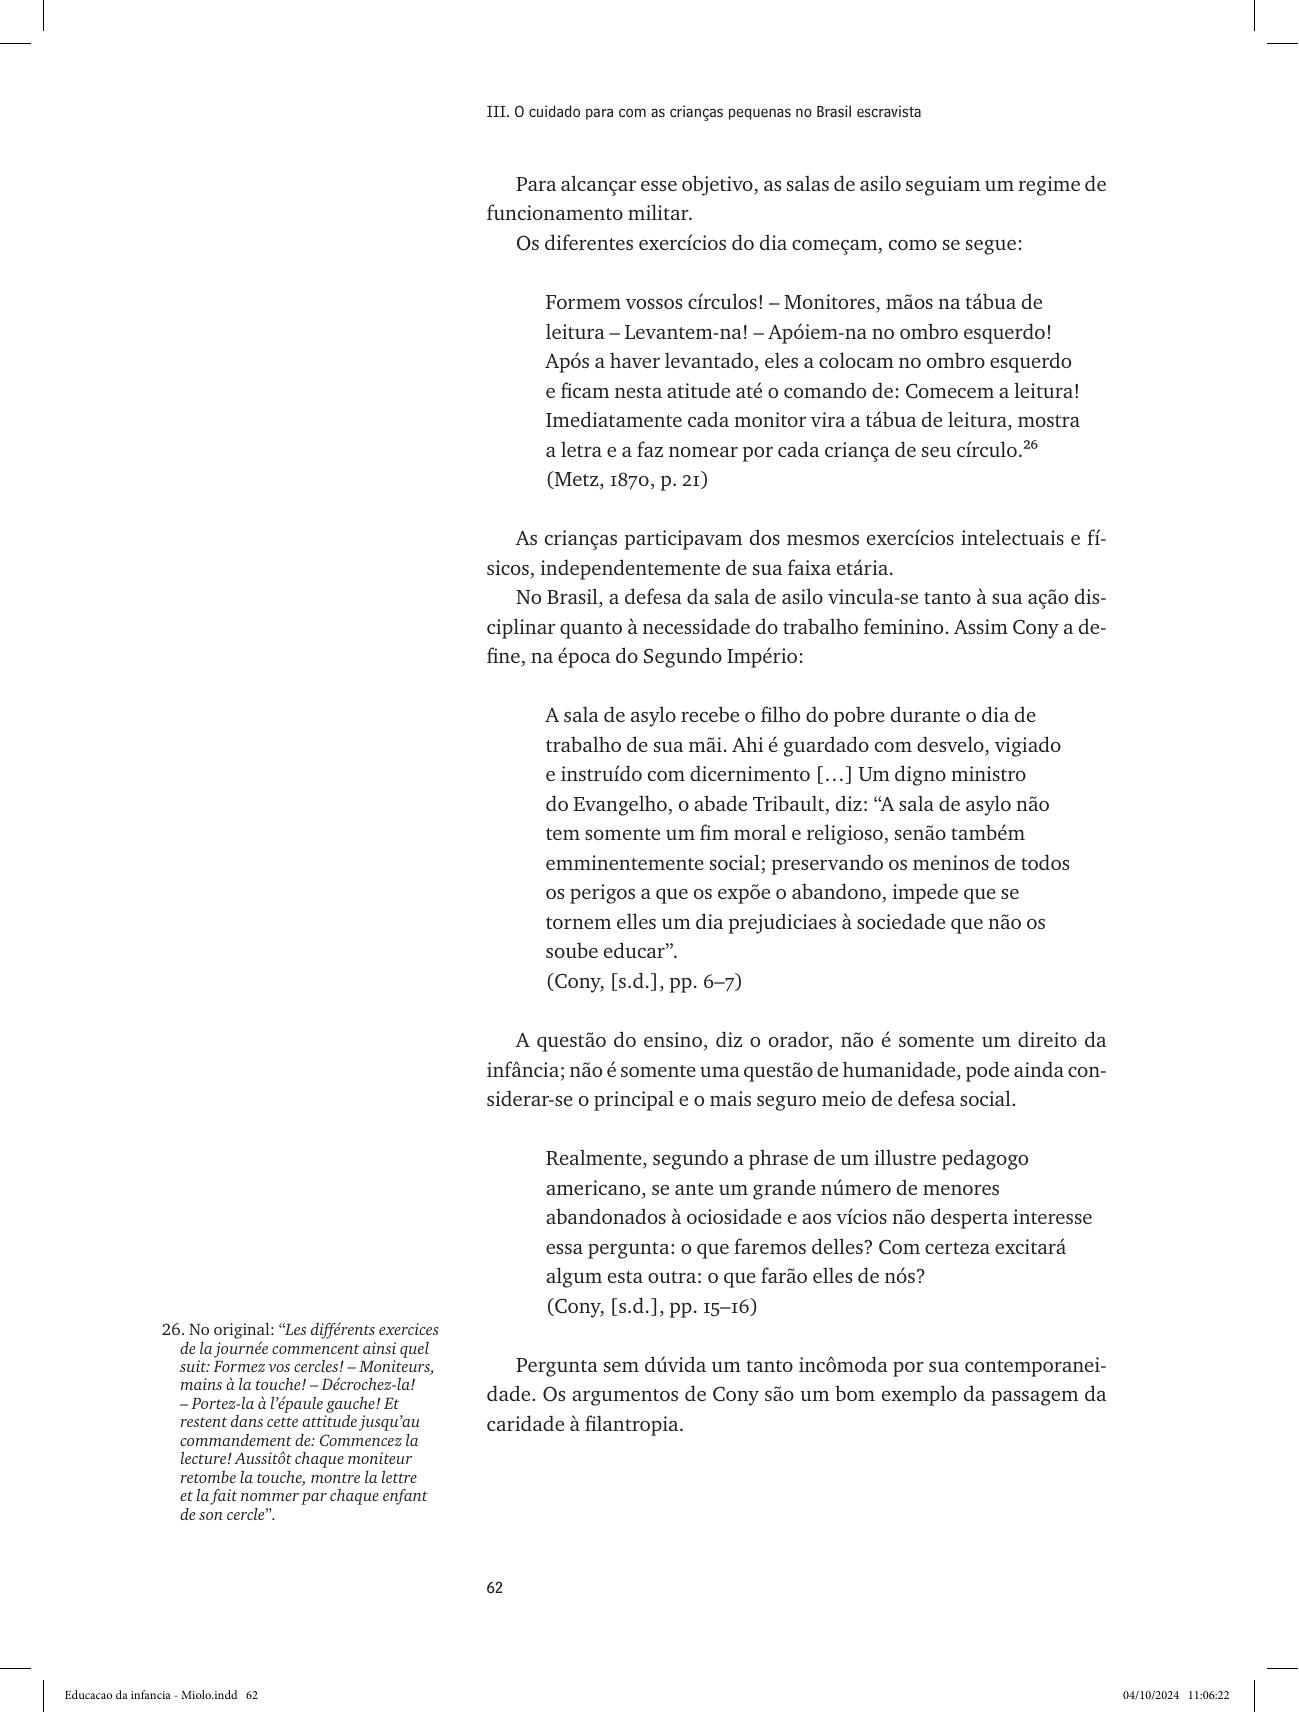 III. O cuidado para com as crianças pequenas no Brasil escravista
Para alcançar esse objetivo, as salas de asilo seguiam um regime de
funcionamento militar.
Os diferentes exercícios do dia começam, como se segue:
Formem vossos círculos! – Monitores, mãos na tábua de
leitura – Levantem-na! – Apóiem-na no ombro esquerdo!
Após a haver levantado, eles a colocam no ombro esquerdo
e ficam nesta atitude até o comando de: Comecem a leitura!
Imediatamente cada monitor vira a tábua de leitura, mostra
a letra e a faz nomear por cada criança de seu círculo.²⁶
(Metz, 1870, p. 21)
As crianças participavam dos mesmos exercícios intelectuais e fí-
sicos, independentemente de sua faixa etária.
No Brasil, a defesa da sala de asilo vincula-se tanto à sua ação dis-
ciplinar quanto à necessidade do trabalho feminino. Assim Cony a de-
fine, na época do Segundo Império:
A sala de asylo recebe o filho do pobre durante o dia de
trabalho de sua mãi. Ahi é guardado com desvelo, vigiado
e instruído com dicernimento […] Um digno ministro
do Evangelho, o abade Tribault, diz: “A sala de asylo não
tem somente um fim moral e religioso, senão também
emminentemente social; preservando os meninos de todos
os perigos a que os expõe o abandono, impede que se
tornem elles um dia prejudiciaes à sociedade que não os
soube educar”.
(Cony, [s.d.], pp. 6–7)
A questão do ensino, diz o orador, não é somente um direito da
infância; não é somente uma questão de humanidade, pode ainda con-
siderar-se o principal e o mais seguro meio de defesa social.
Realmente, segundo a phrase de um illustre pedagogo
americano, se ante um grande número de menores
abandonados à ociosidade e aos vícios não desperta interesse
essa pergunta: o que faremos delles? Com certeza excitará
algum esta outra: o que farão elles de nós?
(Cony, [s.d.], pp. 15–16)
Pergunta sem dúvida um tanto incômoda por sua contemporanei-
dade. Os argumentos de Cony são um bom exemplo da passagem da
caridade à filantropia.
26. No original: “Les différents exercices
de la journée commencent ainsi quel
suit: Formez vos cercles! – Moniteurs,
mains à la touche! – Décrochez-la!
– Portez-la à l’épaule gauche! Et
restent dans cette attitude jusqu’au
commandement de: Commencez la
lecture! Aussitôt chaque moniteur
retombe la touche, montre la lettre
et la fait nommer par chaque enfant
de son cercle”.
62
Educacao da infancia - Miolo.indd 62
04/10/2024 11:06:22